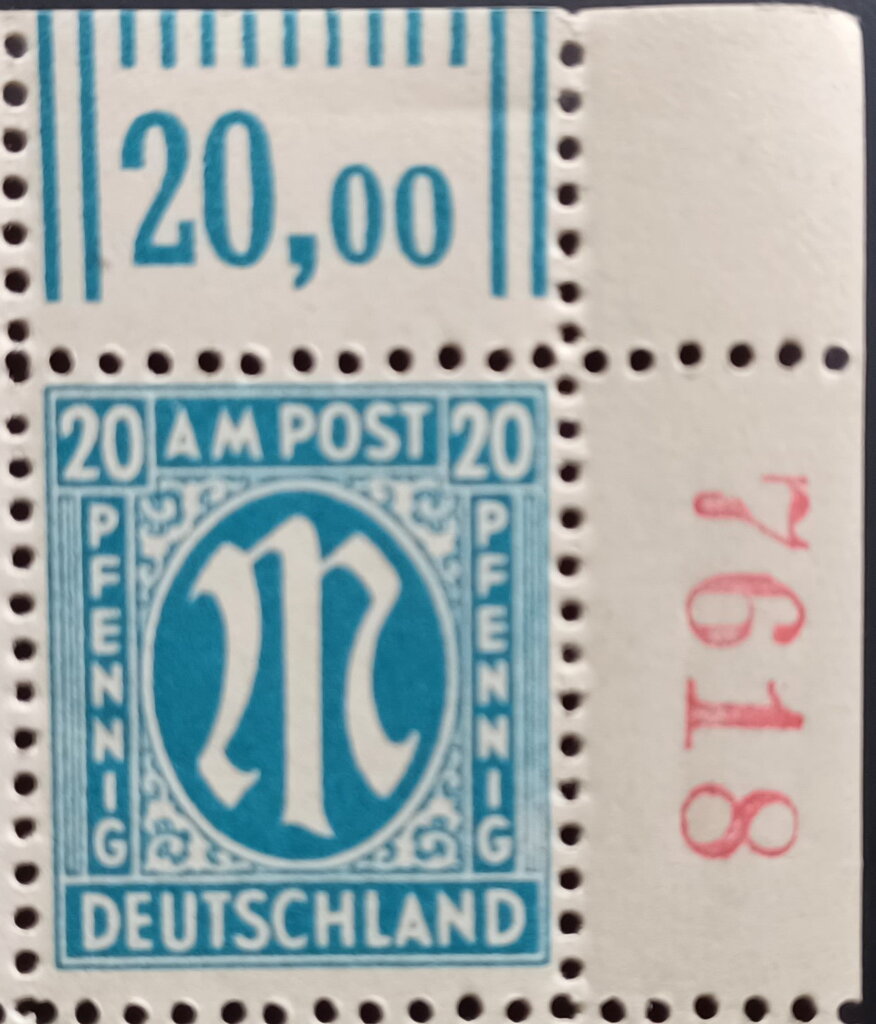 20,00
20 AM POST 20
PFENNIG
M
PFENNIG
DEUTSCHLAND
7618